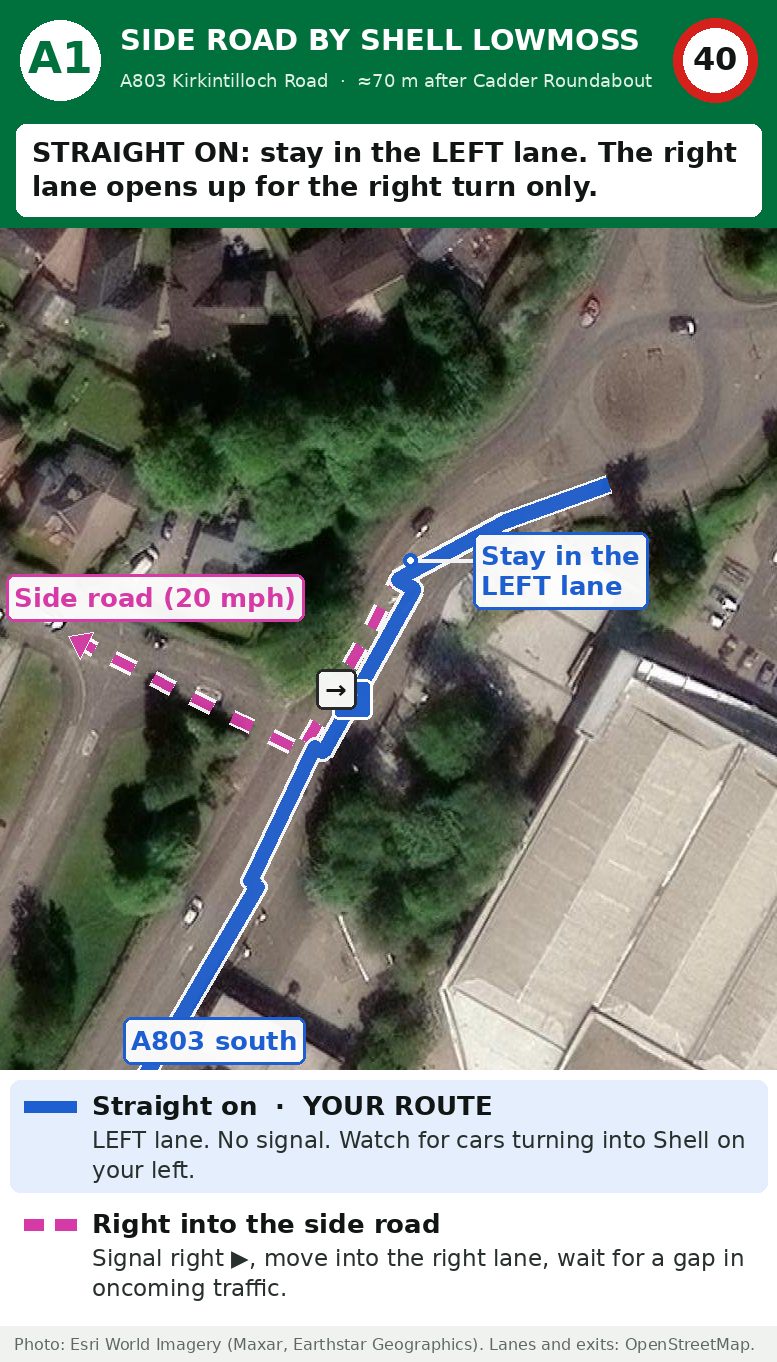 A1
SIDE ROAD BY SHELL LOWMOSS
A803 Kirkintilloch Road · ≈70 m after Cadder Roundabout
40
STRAIGHT ON: stay in the LEFT lane. The right
lane opens up for the right turn only.
Stay in the
LEFT lane
Side road (20 mph)
→
A803 south
Straight on · YOUR ROUTE
LEFT lane. No signal. Watch for cars turning into Shell on
your left.
Right into the side road
Signal right ▶, move into the right lane, wait for a gap in
oncoming traffic.
Photo: Esri World Imagery (Maxar, Earthstar Geographics). Lanes and exits: OpenStreetMap.